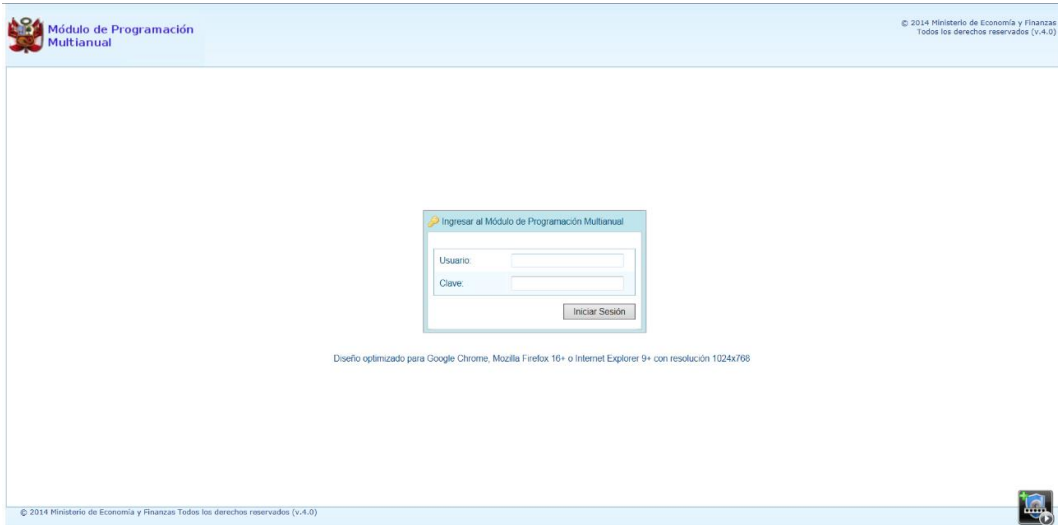 Módulo de Programación
Multianual
© 2014 Ministerio de Economía y Finanzas
Todos los derechos reservados (v.4.0)
Ingresar al Módulo de Programación Multianual
Usuario:
Clave:
Iniciar Sesión
Diseño optimizado para Google Chrome, Mozilla Firefox 16+ o Internet Explorer 9+ con resolución 1024x768
© 2014 Ministerio de Economía y Finanzas Todos los derechos reservados (v.4.0)